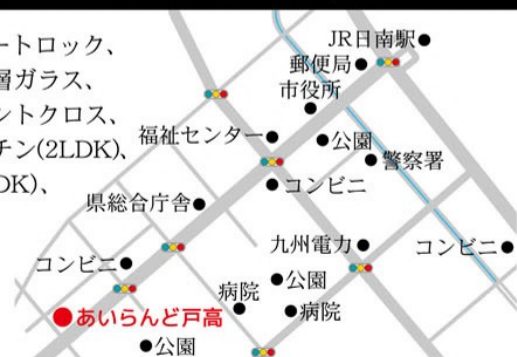 ートロック、
層ガラス、
ントクロス、
チン(2LDK)、
DK)、
JR日南駅
郵便局
市役所
福祉センター
公園
警察署
コンビニ
県総合庁舎
九州電力
コンビニ
コンビニ
公園
病院
病院
あいらんど戸高
公園